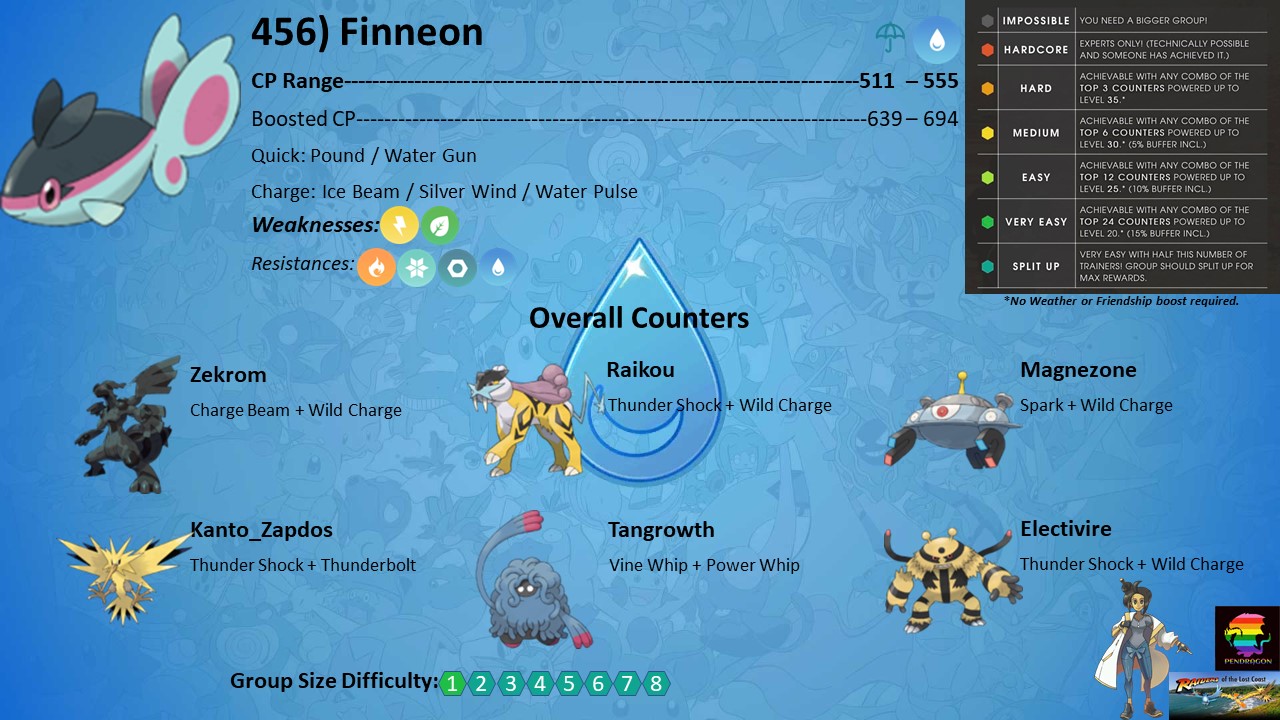 456) Finneon
CP Range------------------------------------------------------------------------511 – 555
Boosted CP------------------------------------------------------------------------639 – 694
Quick: Pound / Water Gun
Charge: Ice Beam / Silver Wind / Water Pulse
Weaknesses:
Resistances:
IMPOSSIBLE YOU NEED A BIGGER GROUP!
HARDCORE EXPERTS ONLY! (TECHNICALLY POSSIBLE
AND SOMEONE HAS ACHIEVED IT.)
HARD ACHIEVABLE WITH ANY COMBO OF THE
TOP 3 COUNTERS POWERED UP TO
LEVEL 35.*
MEDIUM ACHIEVABLE WITH ANY COMBO OF THE
TOP 6 COUNTERS POWERED UP TO
LEVEL 30.* (5% BUFFER INCL.)
EASY ACHIEVABLE WITH ANY COMBO OF THE
TOP 12 COUNTERS POWERED UP TO
LEVEL 25.* (10% BUFFER INCL.)
VERY EASY ACHIEVABLE WITH ANY COMBO OF THE
TOP 24 COUNTERS POWERED UP TO
LEVEL 20.* (15% BUFFER INCL.)
SPLIT UP VERY EASY WITH HALF THIS NUMBER OF
TRAINERS! GROUP SHOULD SPLIT UP FOR
MAX REWARDS.
*No Weather or Friendship boost required.
Overall Counters
Zekrom
Charge Beam + Wild Charge
Raikou
Thunder Shock + Wild Charge
Magnezone
Spark + Wild Charge
Kanto_Zapdos
Thunder Shock + Thunderbolt
Tangrowth
Vine Whip + Power Whip
Electivire
Thunder Shock + Wild Charge
Group Size Difficulty: 1 2 3 4 5 6 7 8
PENDRAGON
RAIDERS of the Lost Coast